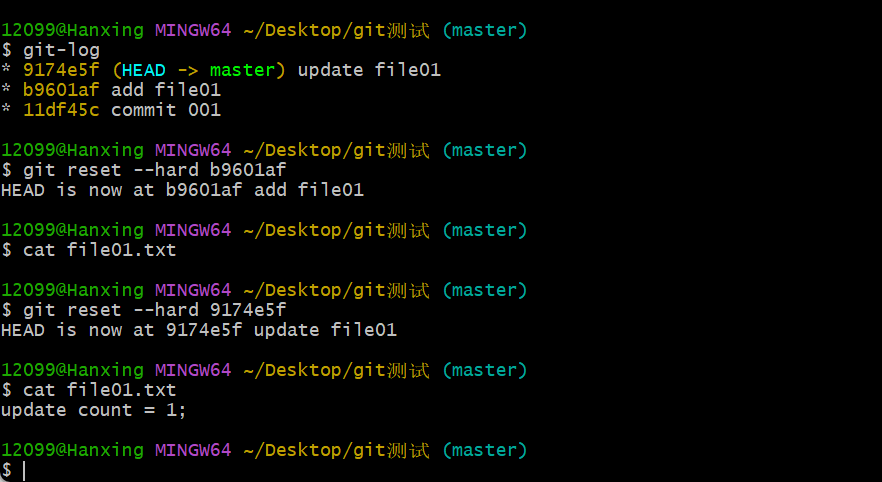 12099@Hanxing MINGW64 ~/Desktop/git测试 (master)
$ git-log
* 9174e5f (HEAD -> master) update file01
* b9601af add file01
* 11df45c commit 001
12099@Hanxing MINGW64 ~/Desktop/git测试 (master)
$ git reset --hard b9601af
HEAD is now at b9601af add file01
12099@Hanxing MINGW64 ~/Desktop/git测试 (master)
$ cat file01.txt
12099@Hanxing MINGW64 ~/Desktop/git测试 (master)
$ git reset --hard 9174e5f
HEAD is now at 9174e5f update file01
12099@Hanxing MINGW64 ~/Desktop/git测试 (master)
$ cat file01.txt
update count = 1;
12099@Hanxing MINGW64 ~/Desktop/git测试 (master)
$